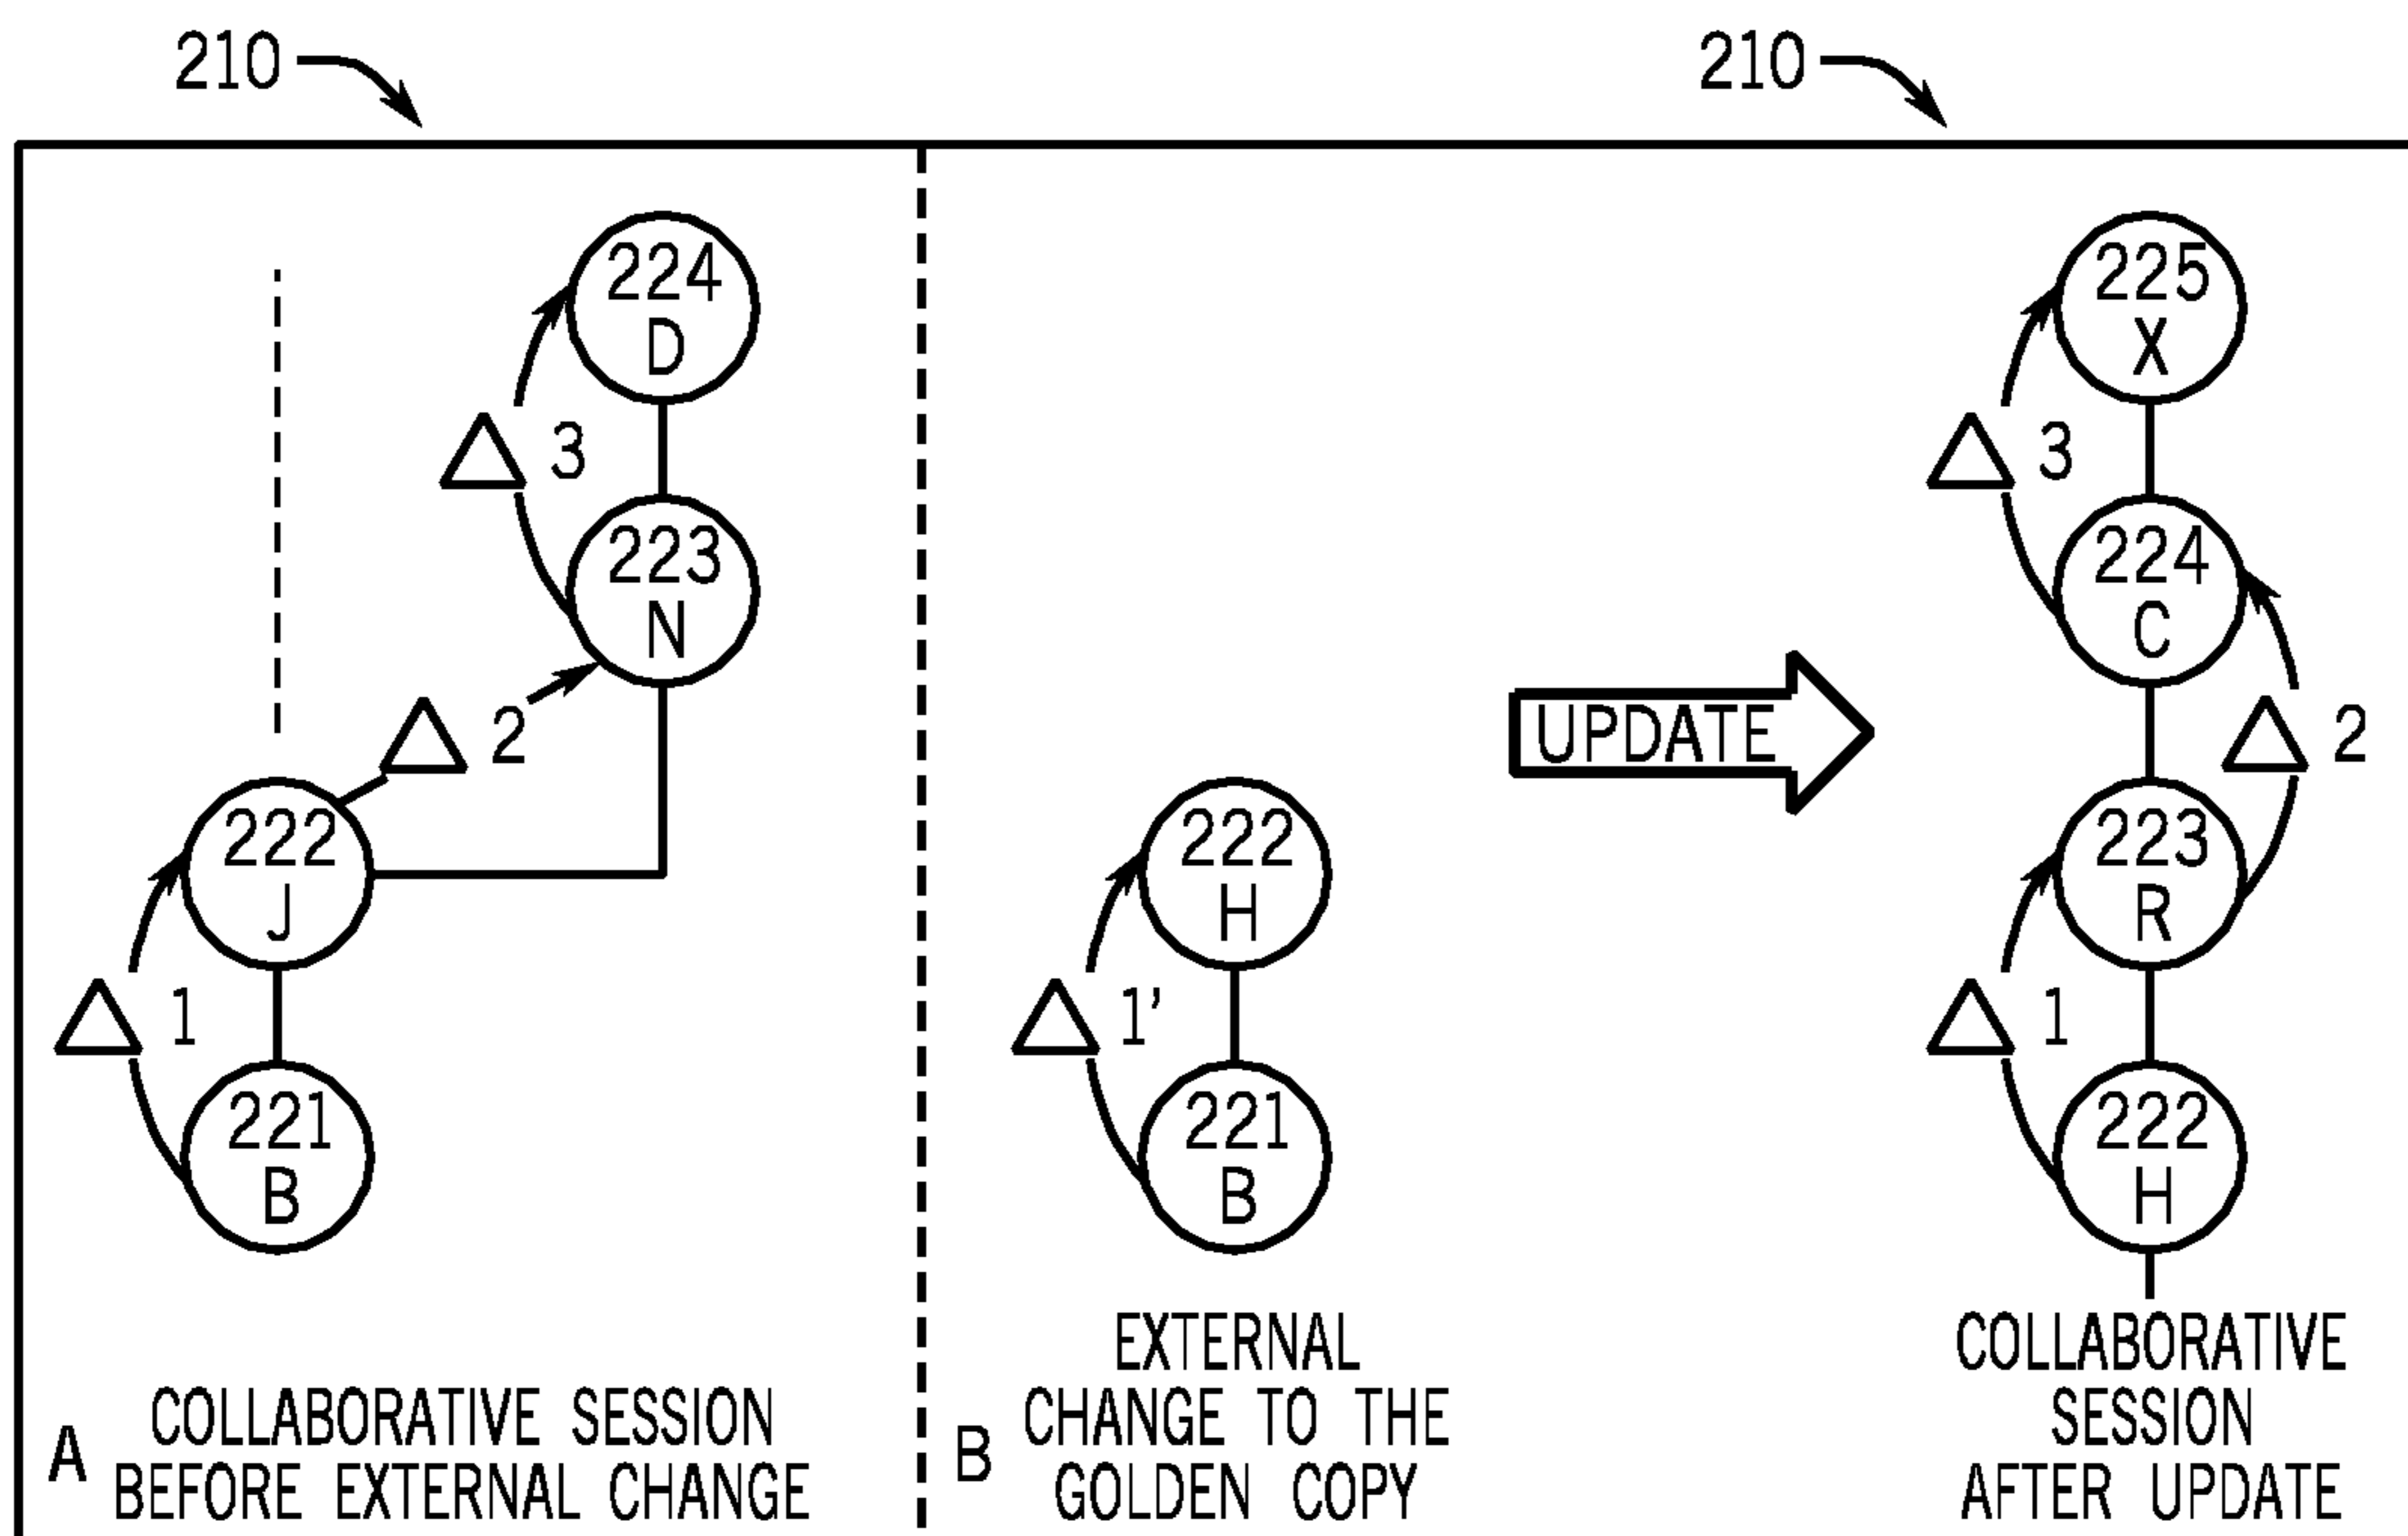 210
224
D
△ 3
223
N
△ 2
222
J
△ 1
221
B
A
COLLABORATIVE SESSION
BEFORE EXTERNAL CHANGE
222
H
△ 1’
221
B
B
EXTERNAL
CHANGE TO THE
GOLDEN COPY
UPDATE
210
225
X
△ 3
224
C
△ 2
223
R
△ 1
222
H
COLLABORATIVE
SESSION
AFTER UPDATE